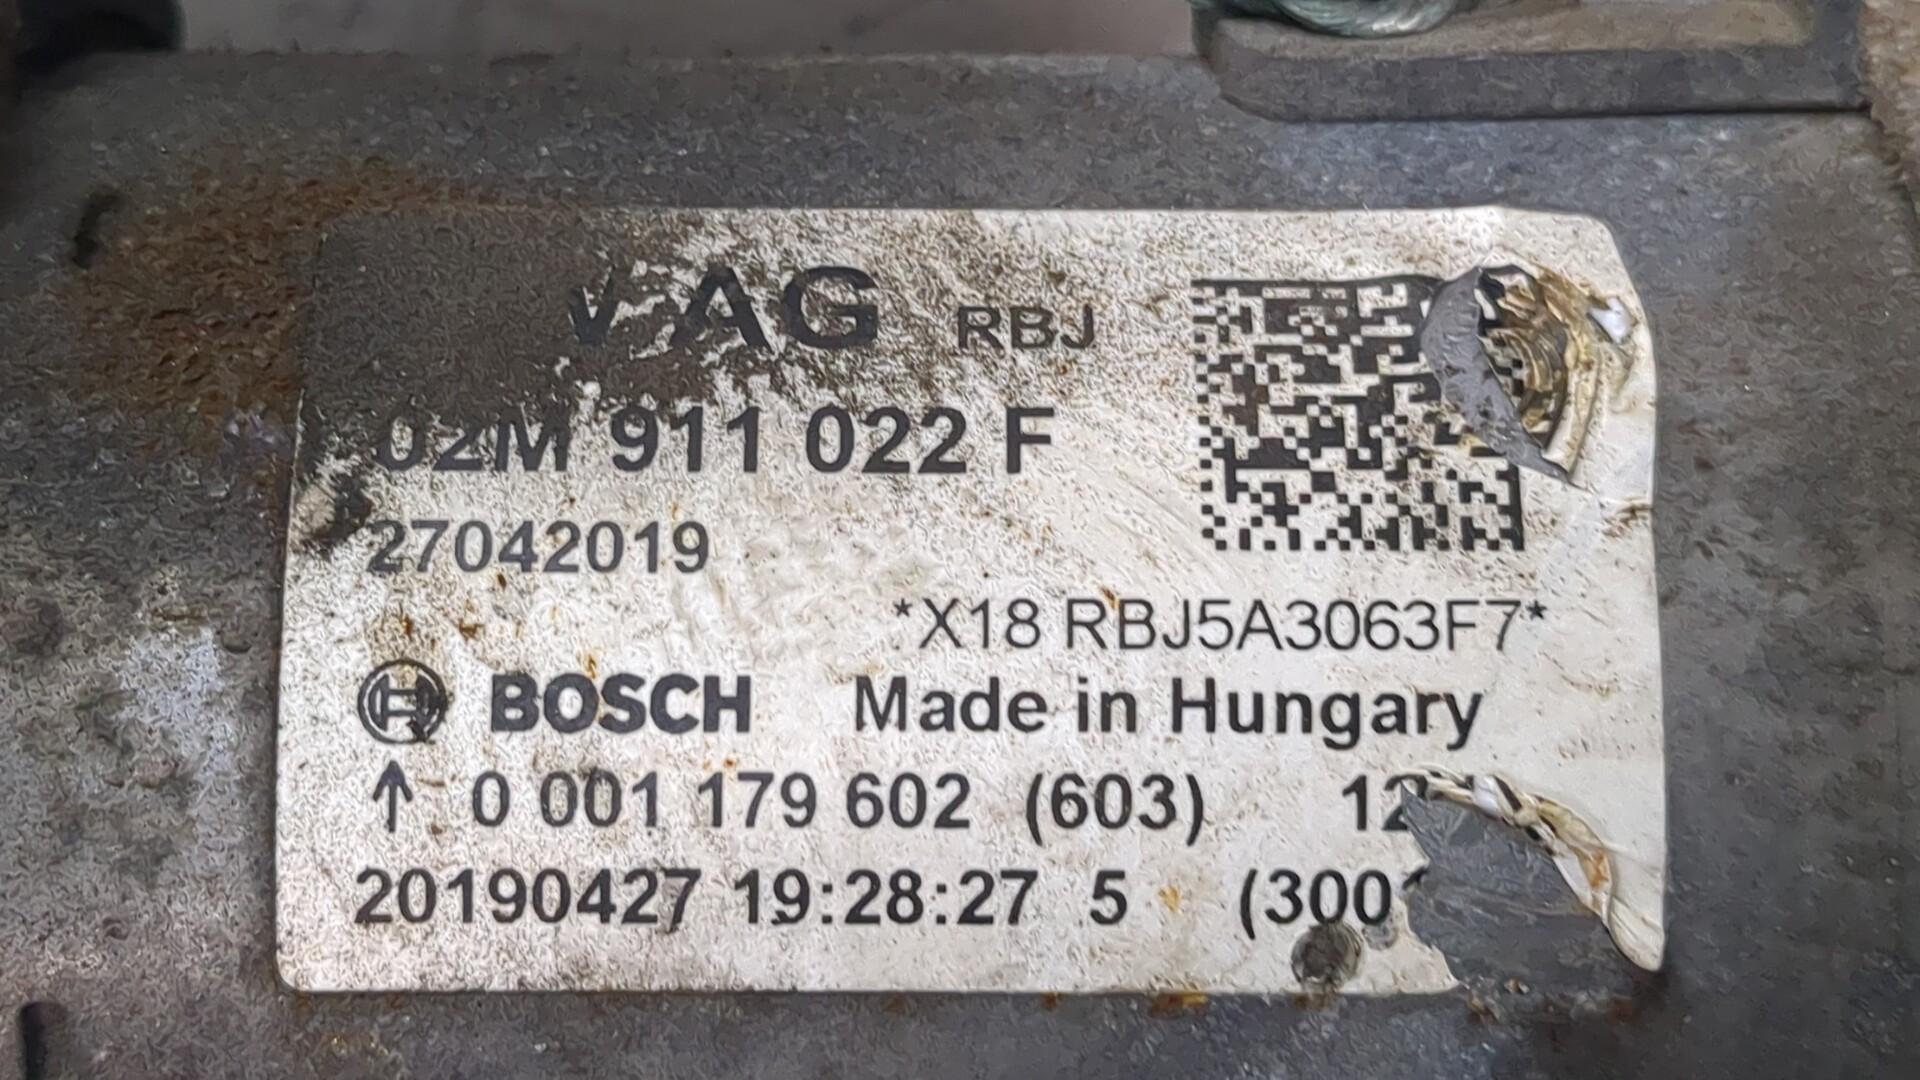 VAG RBJ
02M 911 022 F
27042019
*X18 RBJ5A3063F7*
BOSCH Made in Hungary
↑ 0 001 179 602 (603)
20190427 19:28:27 5